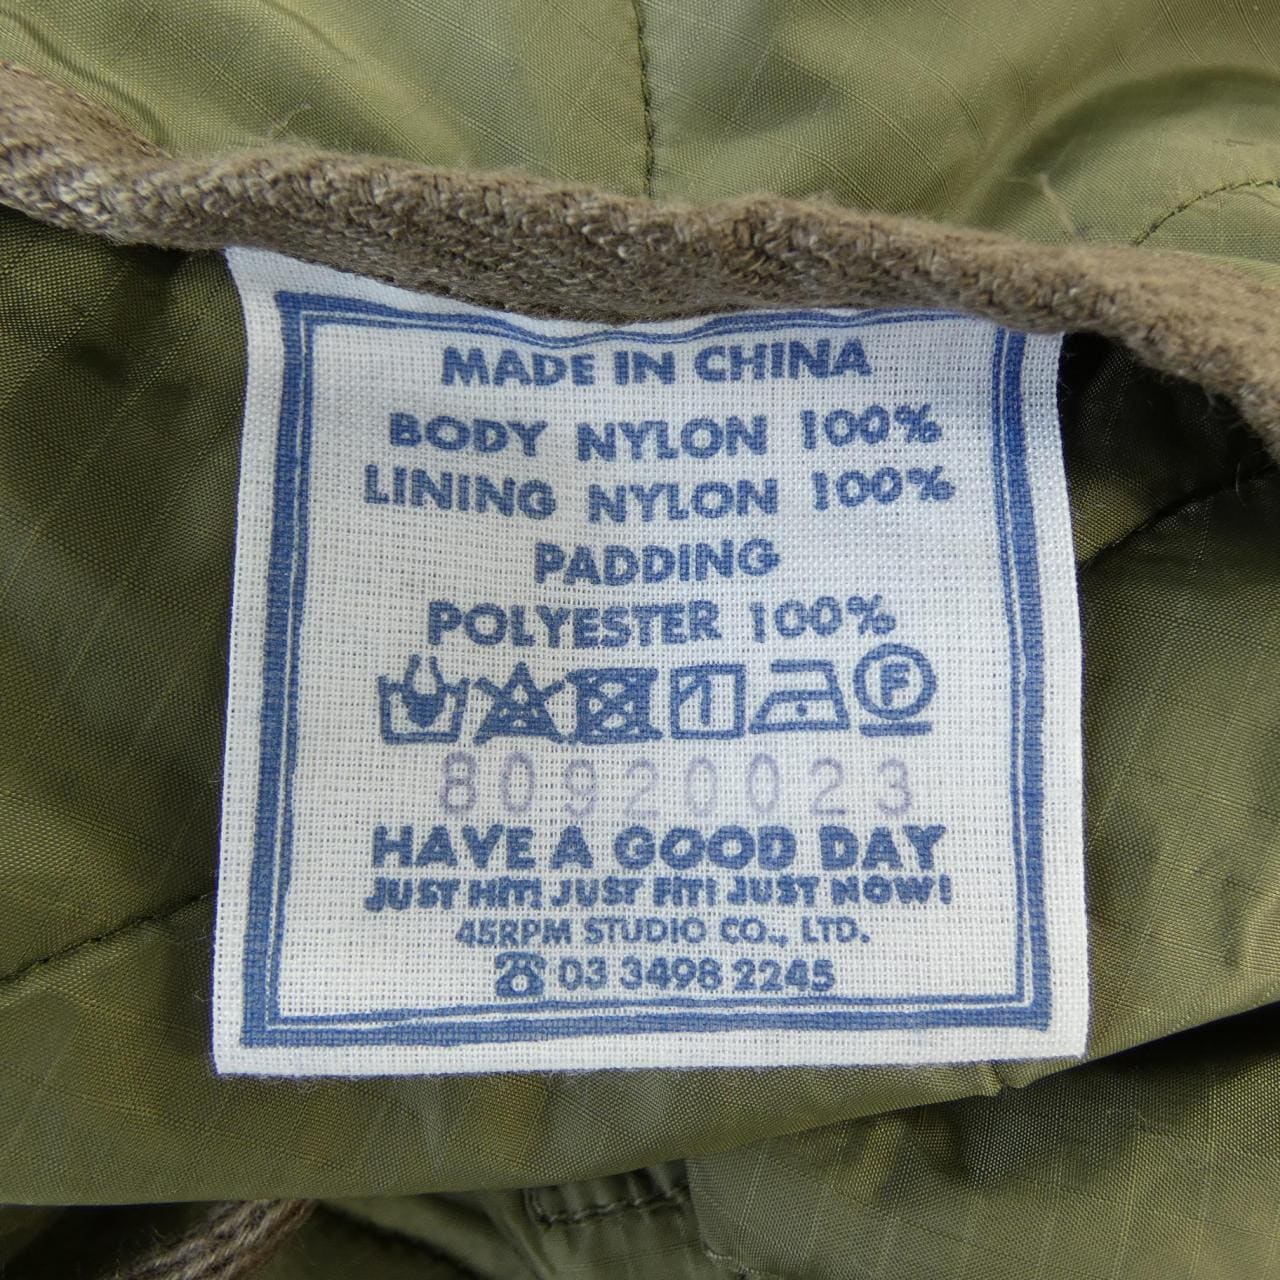 MADE IN CHINA
BODY NYLON 100%
LINING NYLON 100%
PADDING
POLYESTER 100%
F
80920023
HAVE A GOOD DAY
JUST HIT! JUST FIT! JUST NOW!
45RPM STUDIO CO., LTD.
☎ 03 3498 2245